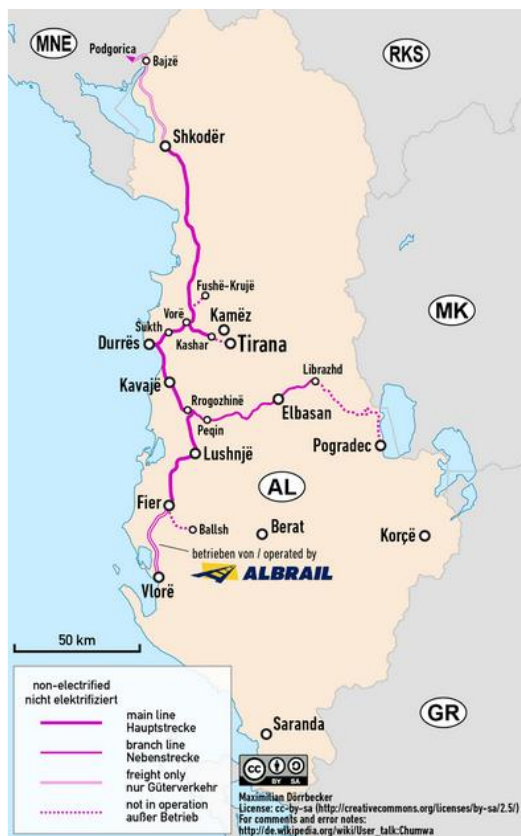 MNE
Podgorica
Bajzë
RKS
Shkodër
Fushë-Krujë
Vorë
Kamëz
Sukth
Kashar
Tirana
Durrës
MK
Librazhd
Kavajë
Rrogozhinë
Elbasan
Peqin
Pogradec
Lushnjë
AL
Fier
Ballsh
Berat
Korçë
betrieben von / operated by
ALBRAIL
Vlorë
50 km
non-electrified
nicht elektrifiziert
main line
Hauptstrecke
branch line
Nebenstrecke
freight only
nur Güterverkehr
not in operation
außer Betrieb
GR
Saranda
cc
BY SA
Maximilian Dörrbecker
License: cc-by-sa (http://creativecommons.org/licenses/by-sa/2.5/)
For comments and error notes:
http://de.wikipedia.org/wiki/User_talk:Chumwa